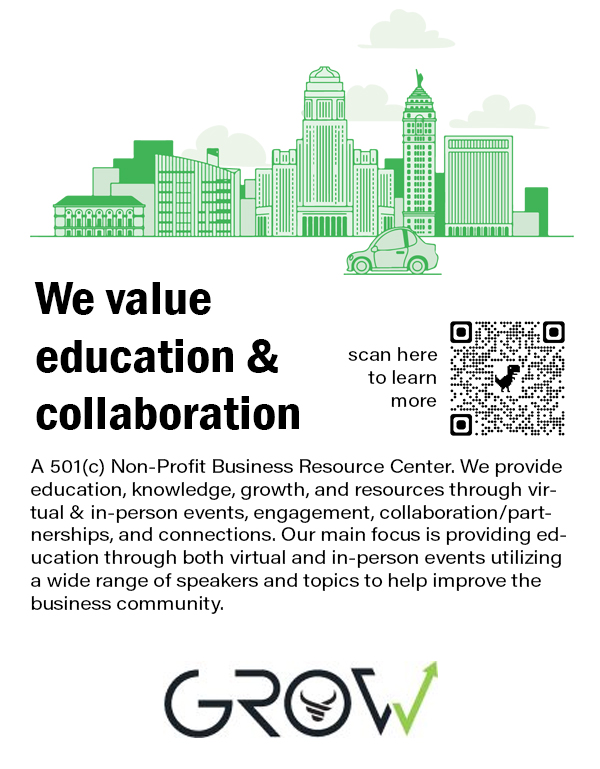 We value
education &
collaboration
scan here
to learn
more
A 501(c) Non-Profit Business Resource Center. We provide
education, knowledge, growth, and resources through vir-
tual & in-person events, engagement, collaboration/part-
nerships, and connections. Our main focus is providing ed-
ucation through both virtual and in-person events utilizing
a wide range of speakers and topics to help improve the
business community.
GROW